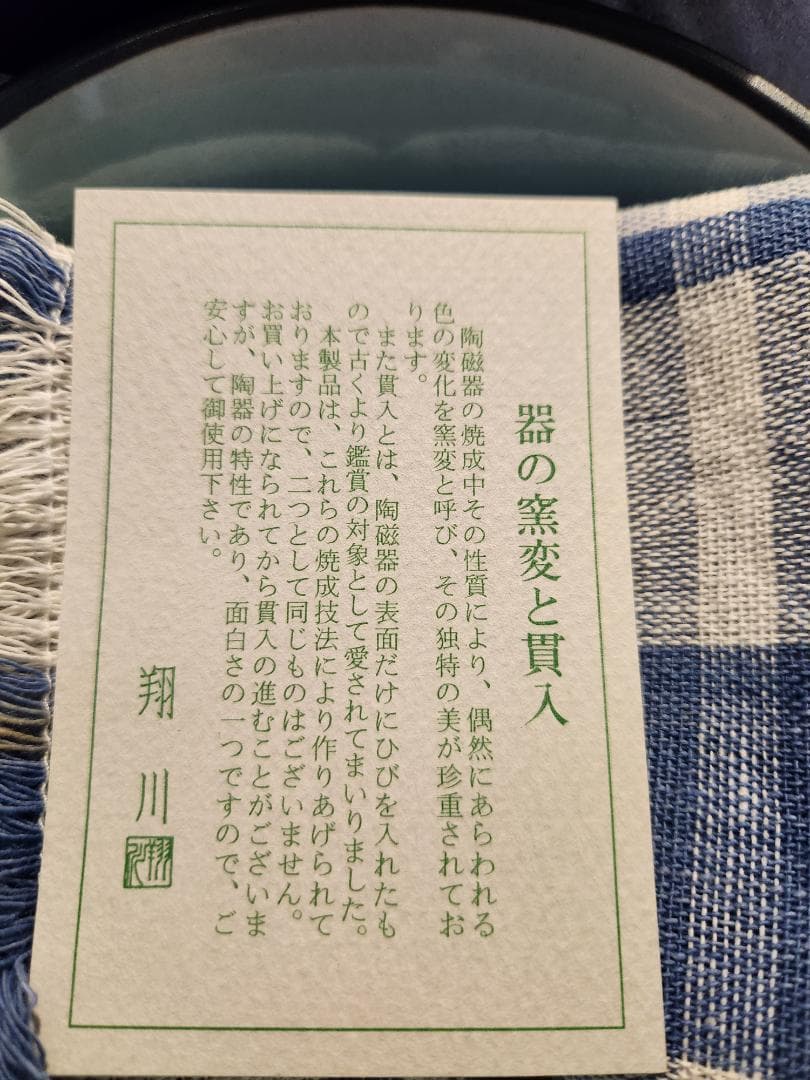 器の窯変と貫入
陶磁器の焼成中その性質により、偶然にあらわれる
色の変化を窯変と呼び、その独特の美が珍重されてお
ります。
また貫入とは、陶磁器の表面だけにひびを入れたも
ので古くより鑑賞の対象として愛されてまいりました。
本製品は、これらの焼成技法により作りあげられて
おりますので、二つとして同じものはございません。
お買い上げになられてから貫入の進むことがございま
すが、陶器の特性であり、面白さの一つですので、ご
安心して御使用下さい。
翔川